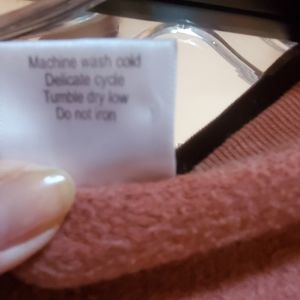 Machine wash cold
Delicate cycle
Tumble dry low
Do not iron